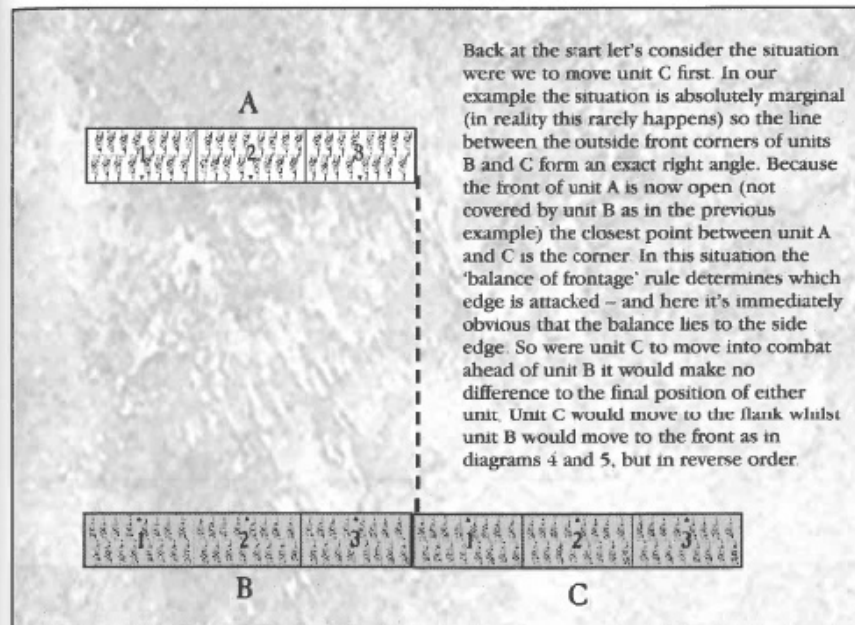 Back at the start let's consider the situation
were we to move unit C first. In our
example the situation is absolutely marginal
(in reality this rarely happens) so the line
between the outside front corners of units
B and C form an exact right angle. Because
the front of unit A is now open (not
covered by unit B as in the previous
example) the closest point between unit A
and C is the corner. In this situation the
'balance of frontage' rule determines which
edge is attacked – and here it's immediately
obvious that the balance lies to the side
edge. So were unit C to move into combat
ahead of unit B it would make no
difference to the final position of either
unit. Unit C would move to the flank whilst
unit B would move to the front as in
diagrams 4 and 5, but in reverse order.
A
1 2 3
1 2 3 1 2 3
B C